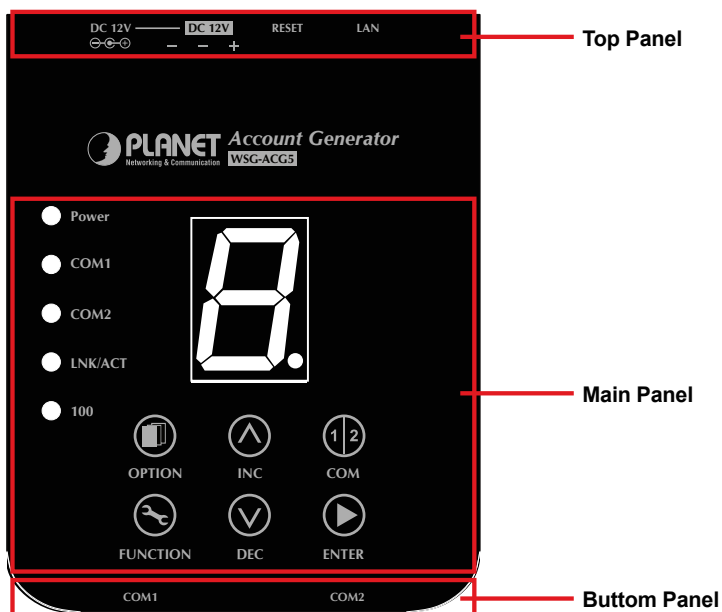 DC 12V DC 12V RESET LAN
− − +
Top Panel
PLANET Account Generator
Networking & Communication WSG-ACG5
Power
COM1
COM2
LNK/ACT
100
8.
Main Panel
1 2
OPTION INC COM
FUNCTION DEC ENTER
COM1 COM2
Buttom Panel